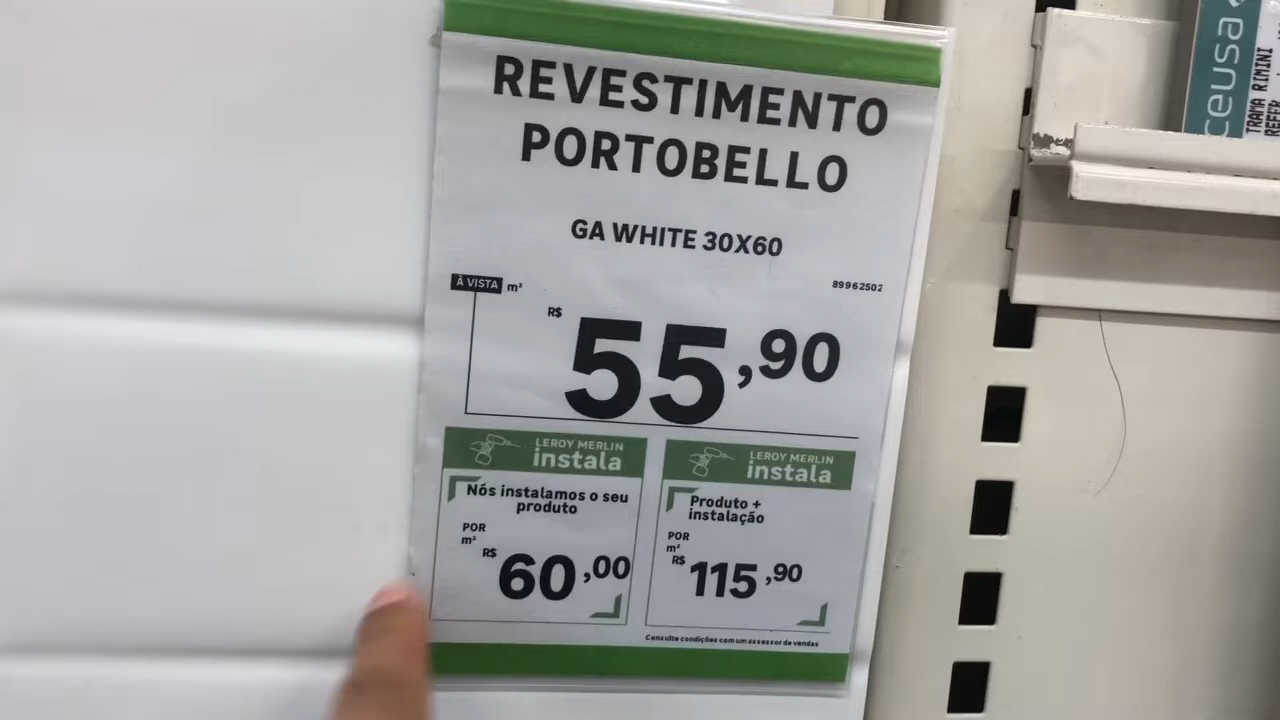 REVESTIMENTO
PORTOBELLO
GA WHITE 30X60
À VISTA m²
89962502
R$ 55,90
LEROY MERLIN
instala
Nós instalamos o seu
produto
POR
m²
R$ 60,00
LEROY MERLIN
instala
Produto +
instalação
POR
m²
R$ 115,90
Consulte condições com um assessor de vendas
ceusa
TRAMA RIMINI